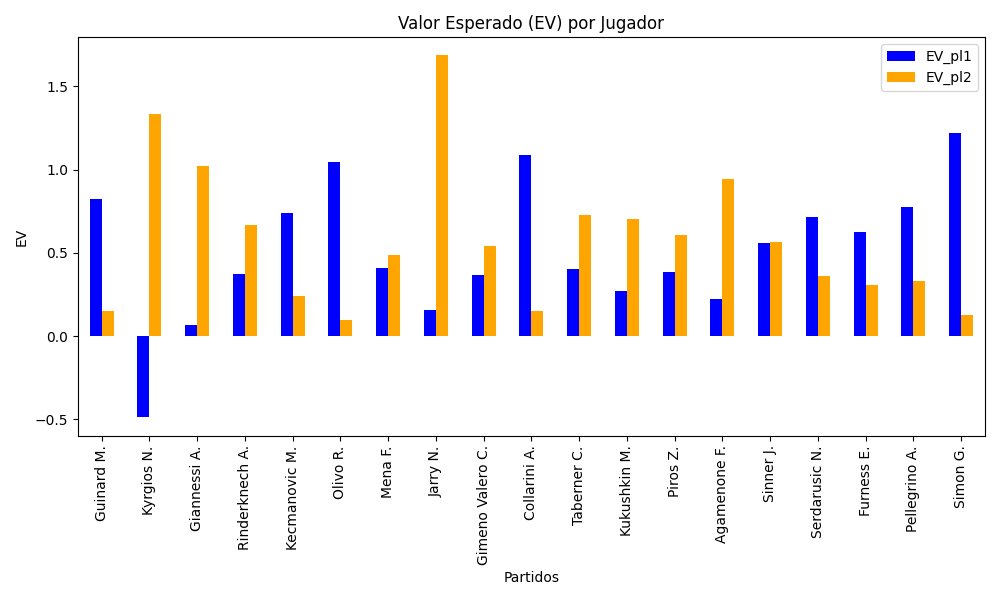 Valor Esperado (EV) por Jugador
EV_pl1
EV_pl2
EV
1.5
1.0
0.5
0.0
−0.5
Guinard M.
Kyrgios N.
Giannessi A.
Rinderknech A.
Kecmanovic M.
Olivo R.
Mena F.
Jarry N.
Gimeno Valero C.
Collarini A.
Taberner C.
Kukushkin M.
Piros Z.
Agamenone F.
Sinner J.
Serdarusic N.
Furness E.
Pellegrino A.
Simon G.
Partidos